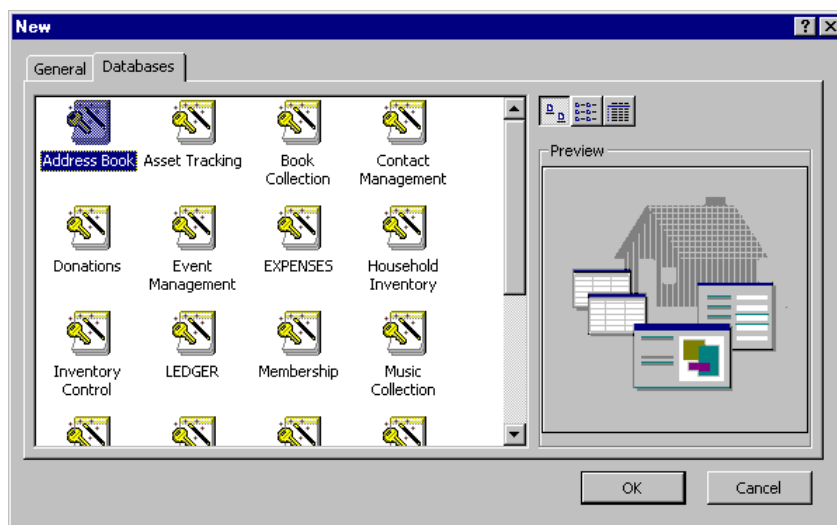 New
General
Databases
Address Book
Asset Tracking
Book
Collection
Contact
Management
Donations
Event
Management
EXPENSES
Household
Inventory
Inventory
Control
LEDGER
Membership
Music
Collection
Preview
OK
Cancel